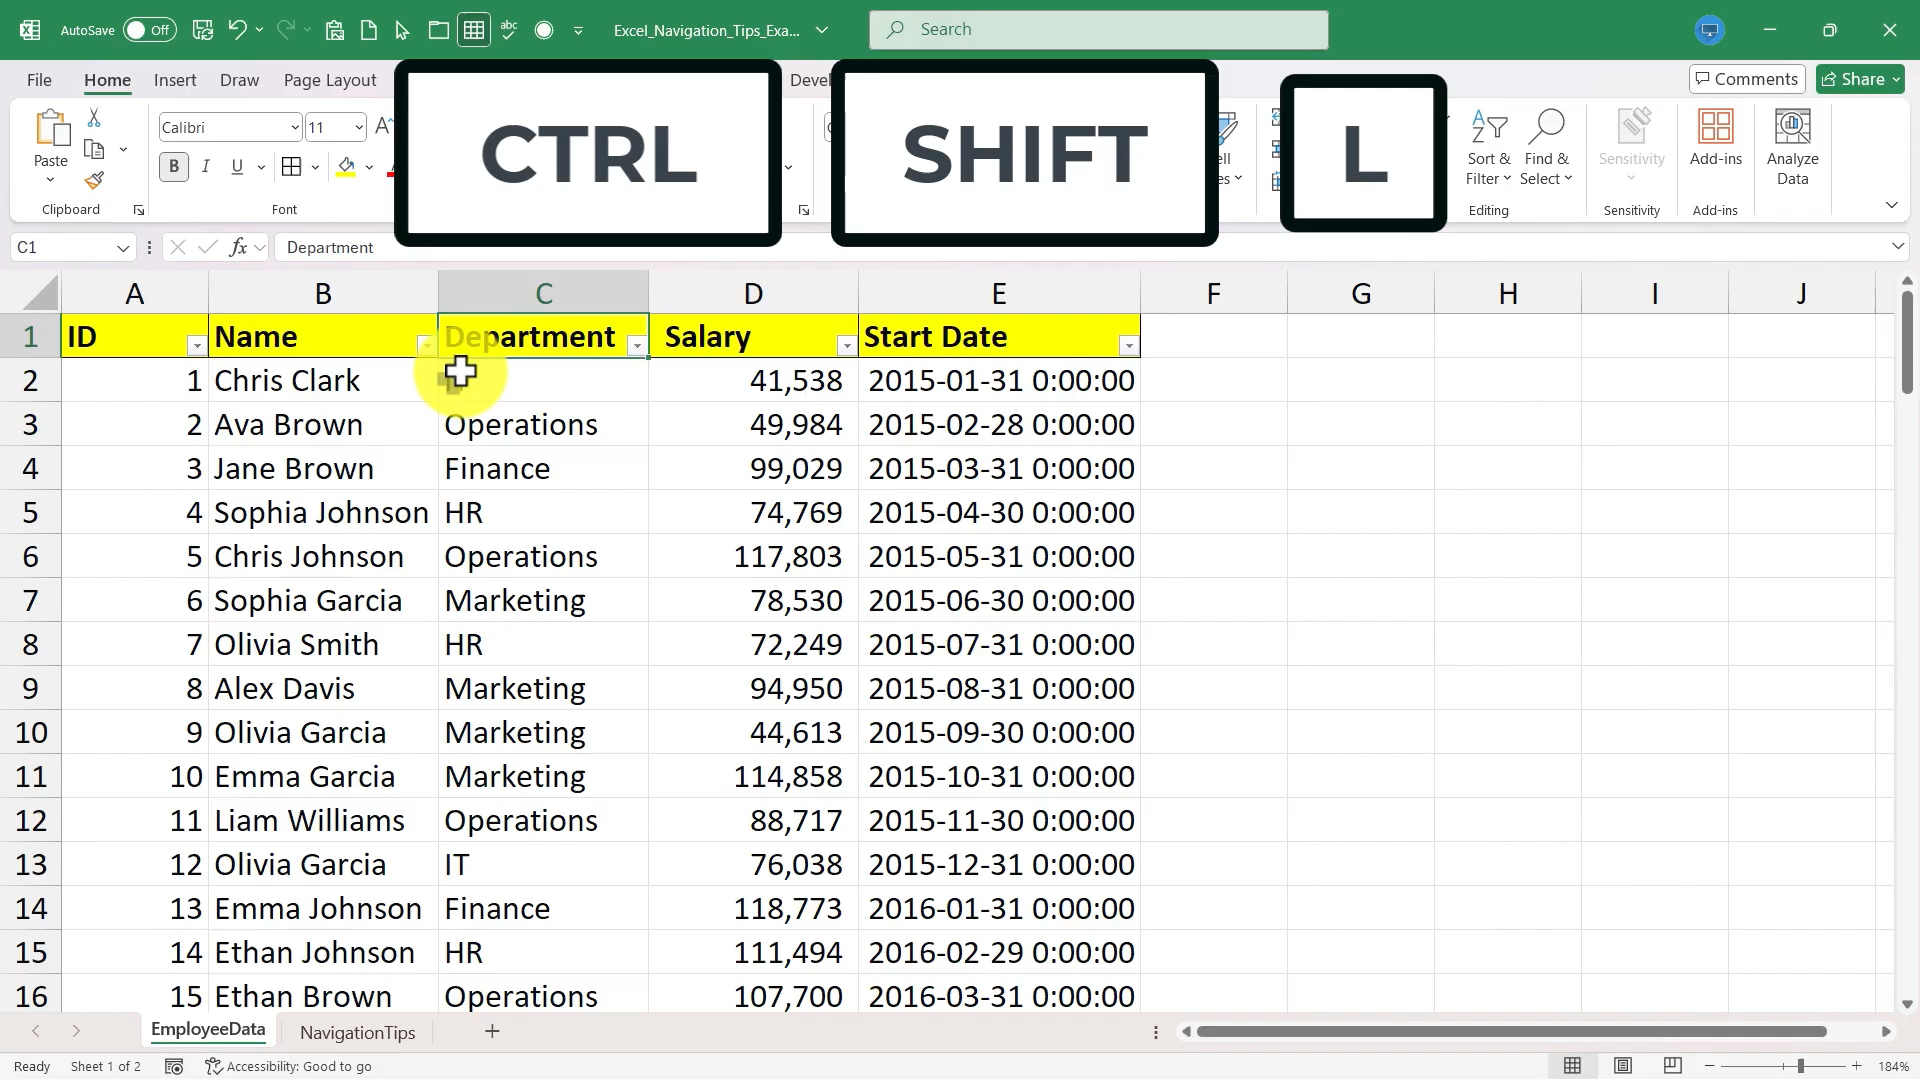 AutoSave Off abc Excel_Navigation_Tips_Exa... Search
File Home Insert Draw Page Layout Comments Share
CTRL SHIFT L
Calibri 11
Paste B I U Sort & Filter Find & Select Sensitivity Add-ins Analyze Data
Clipboard Font Editing Sensitivity Add-ins
C1 fx Department
A B C D E F G H I J
1 ID Name Department Salary Start Date
2 1 Chris Clark 41,538 2015-01-31 0:00:00
3 2 Ava Brown Operations 49,984 2015-02-28 0:00:00
4 3 Jane Brown Finance 99,029 2015-03-31 0:00:00
5 4 Sophia Johnson HR 74,769 2015-04-30 0:00:00
6 5 Chris Johnson Operations 117,803 2015-05-31 0:00:00
7 6 Sophia Garcia Marketing 78,530 2015-06-30 0:00:00
8 7 Olivia Smith HR 72,249 2015-07-31 0:00:00
9 8 Alex Davis Marketing 94,950 2015-08-31 0:00:00
10 9 Olivia Garcia Marketing 44,613 2015-09-30 0:00:00
11 10 Emma Garcia Marketing 114,858 2015-10-31 0:00:00
12 11 Liam Williams Operations 88,717 2015-11-30 0:00:00
13 12 Olivia Garcia IT 76,038 2015-12-31 0:00:00
14 13 Emma Johnson Finance 118,773 2016-01-31 0:00:00
15 14 Ethan Johnson HR 111,494 2016-02-29 0:00:00
16 15 Ethan Brown Operations 107,700 2016-03-31 0:00:00
EmployeeData NavigationTips
Ready Sheet 1 of 2 Accessibility: Good to go 184%